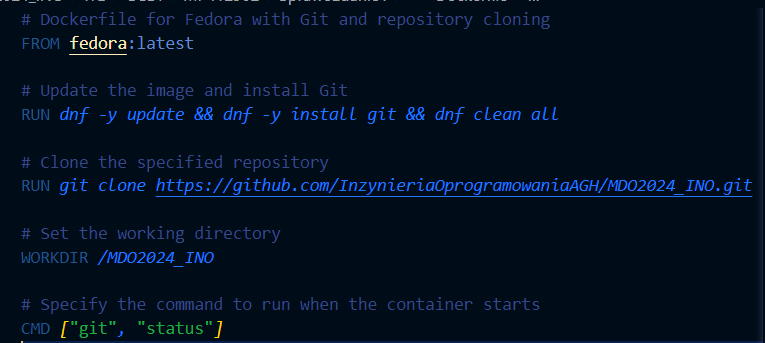 # Dockerfile for Fedora with Git and repository cloning
FROM fedora:latest
# Update the image and install Git
RUN dnf -y update && dnf -y install git && dnf clean all
# Clone the specified repository
RUN git clone https://github.com/InzynieriaOprogramowaniaAGH/MDO2024_INO.git
# Set the working directory
WORKDIR /MDO2024_INO
# Specify the command to run when the container starts
CMD ["git", "status"]